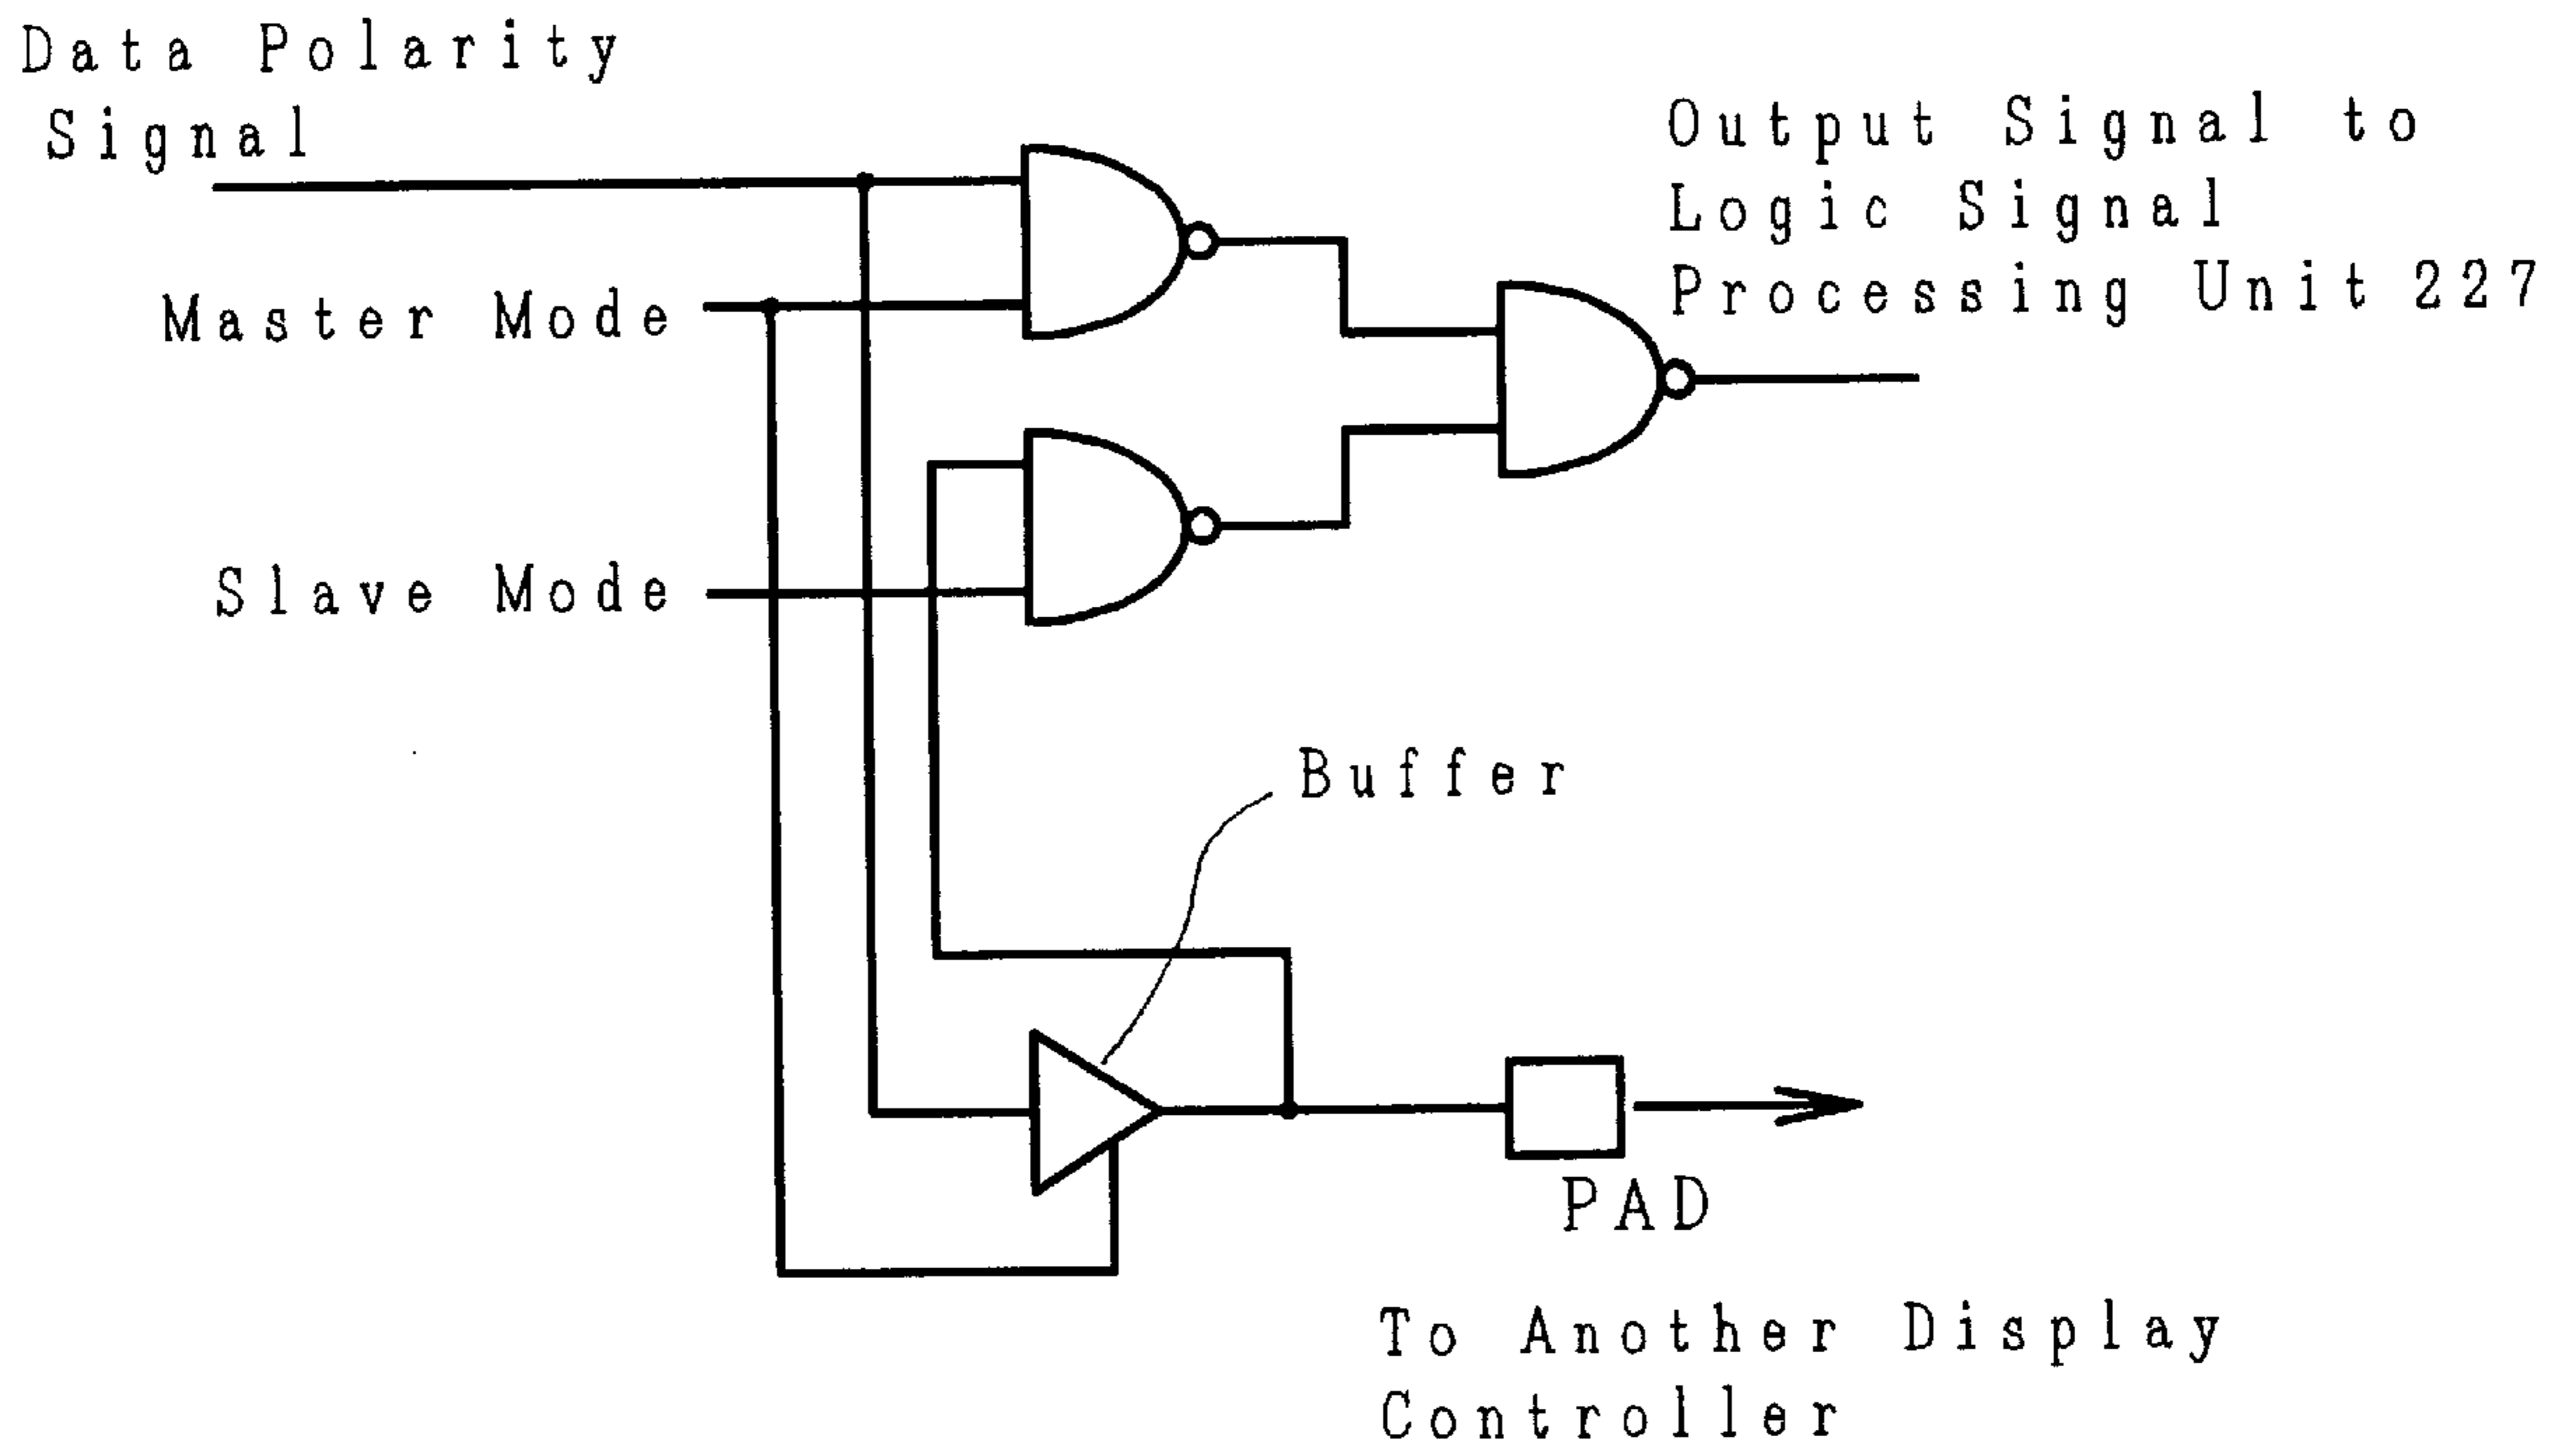 Data Polarity
Signal
Output Signal to
Logic Signal
Processing Unit 227
Master Mode
Slave Mode
Buffer
PAD
To Another Display
Controller